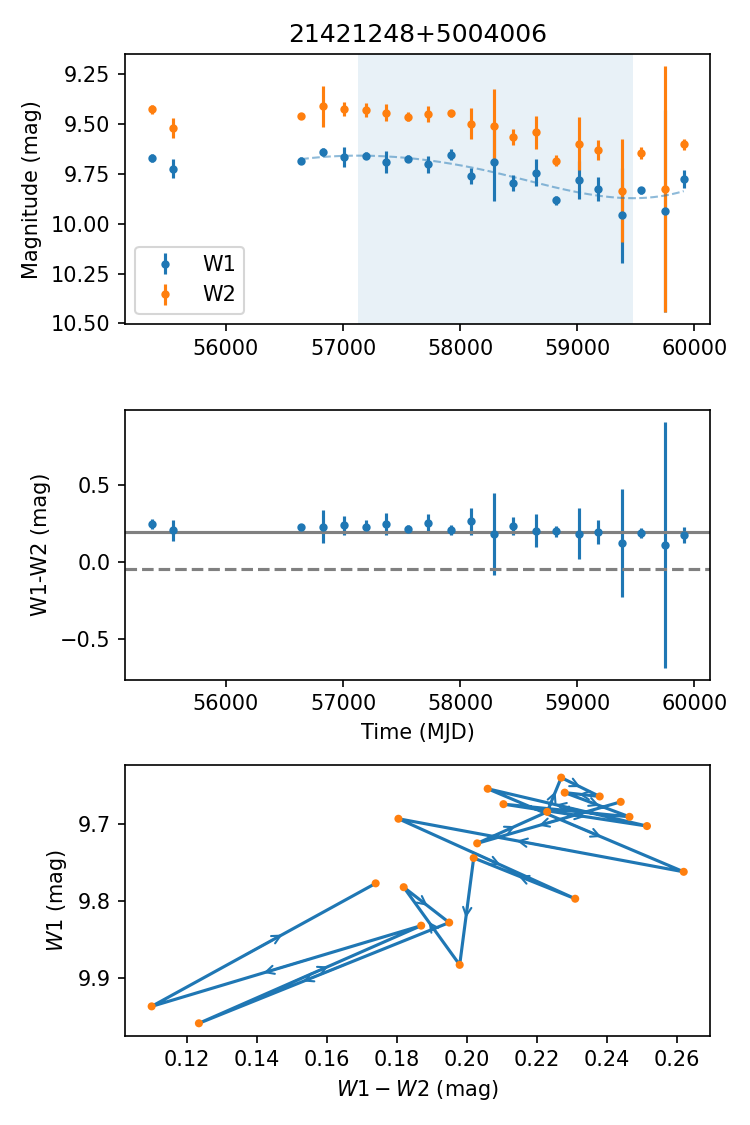 21421248+5004006
Magnitude (mag)
9.25
9.50
9.75
10.00
10.25
10.50
W1
W2
56000 57000 58000 59000 60000
W1-W2 (mag)
0.5
0.0
−0.5
56000 57000 58000 59000 60000
Time (MJD)
W1 (mag)
9.7
9.8
9.9
0.12 0.14 0.16 0.18 0.20 0.22 0.24 0.26
W1 − W2 (mag)